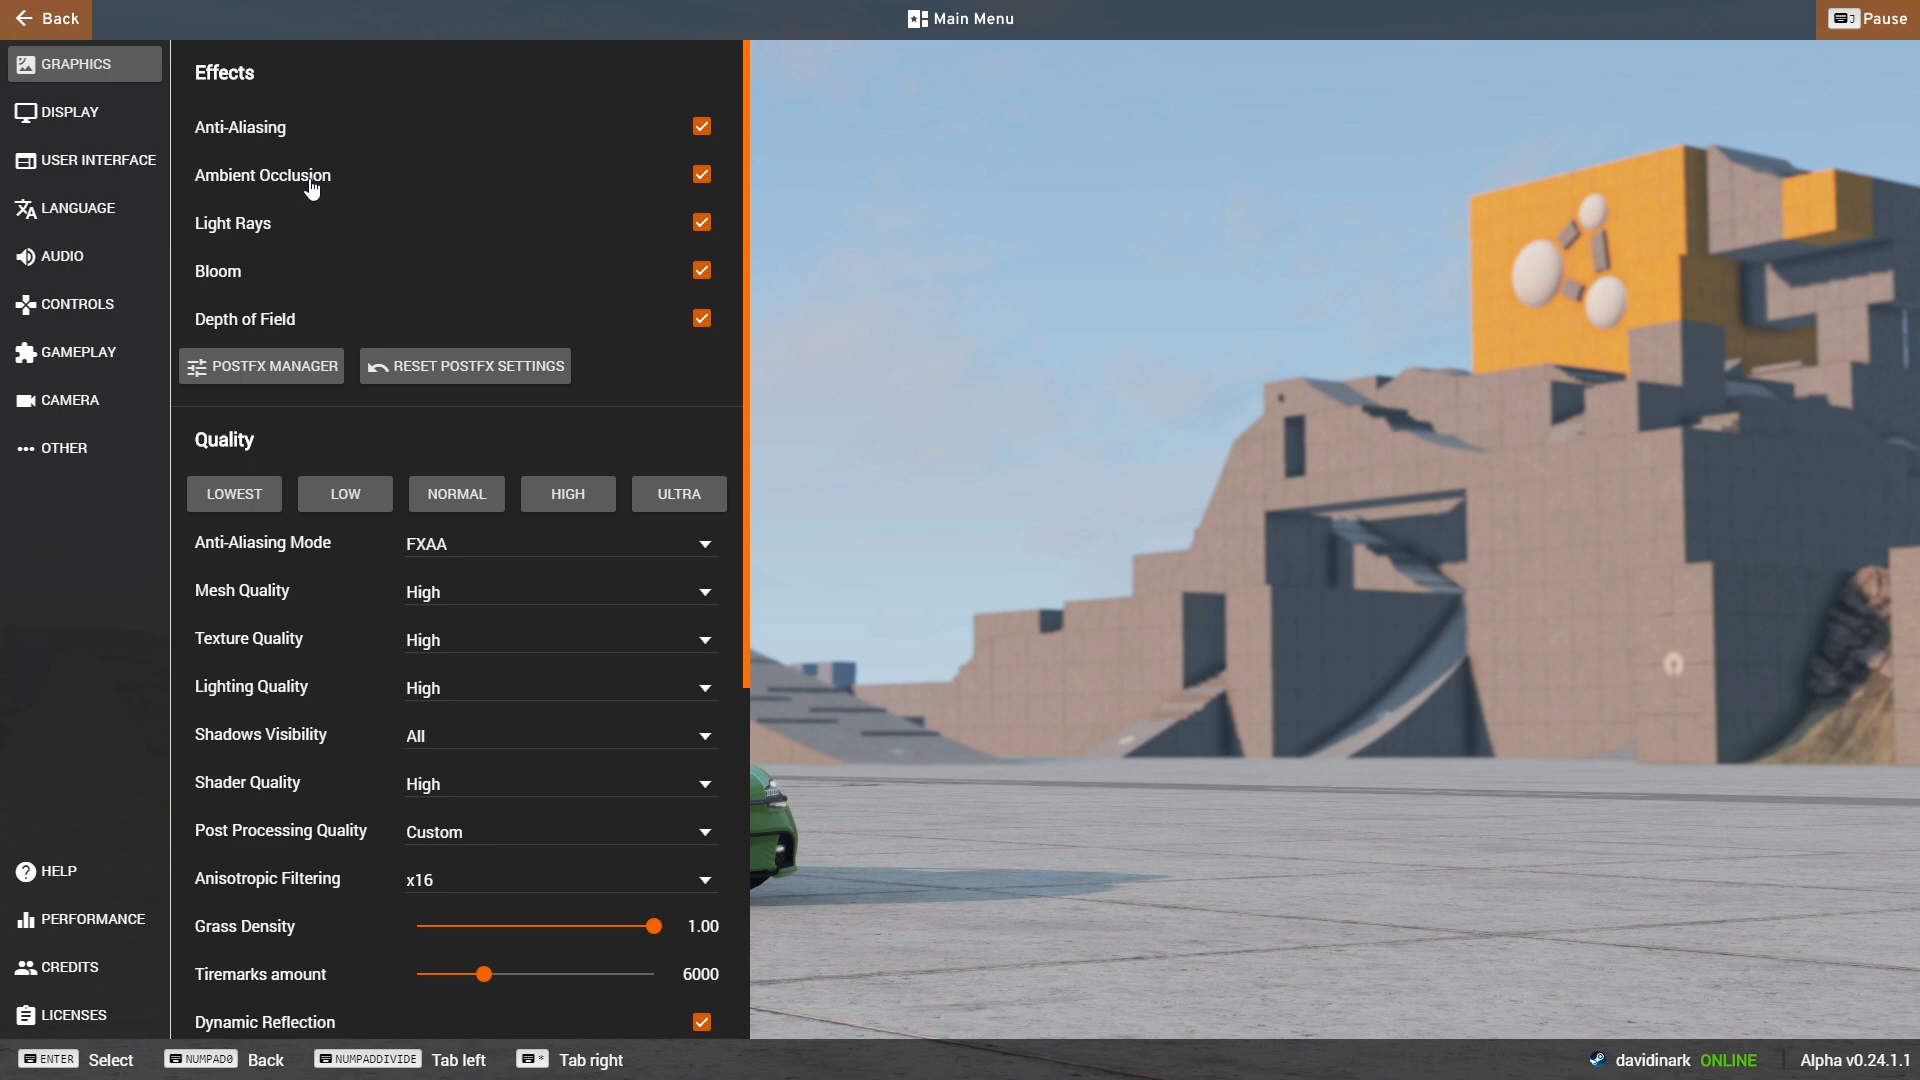 Back
Main Menu
J Pause
GRAPHICS
DISPLAY
USER INTERFACE
LANGUAGE
AUDIO
CONTROLS
GAMEPLAY
CAMERA
OTHER
HELP
PERFORMANCE
CREDITS
LICENSES
Effects
Anti-Aliasing
Ambient Occlusion
Light Rays
Bloom
Depth of Field
POSTFX MANAGER RESET POSTFX SETTINGS
Quality
LOWEST LOW NORMAL HIGH ULTRA
Anti-Aliasing Mode FXAA
Mesh Quality High
Texture Quality High
Lighting Quality High
Shadows Visibility All
Shader Quality High
Post Processing Quality Custom
Anisotropic Filtering x16
Grass Density 1.00
Tiremarks amount 6000
Dynamic Reflection
ENTER Select NUMPAD0 Back NUMPADDIVIDE Tab left * Tab right
davidinark ONLINE Alpha v0.24.1.1